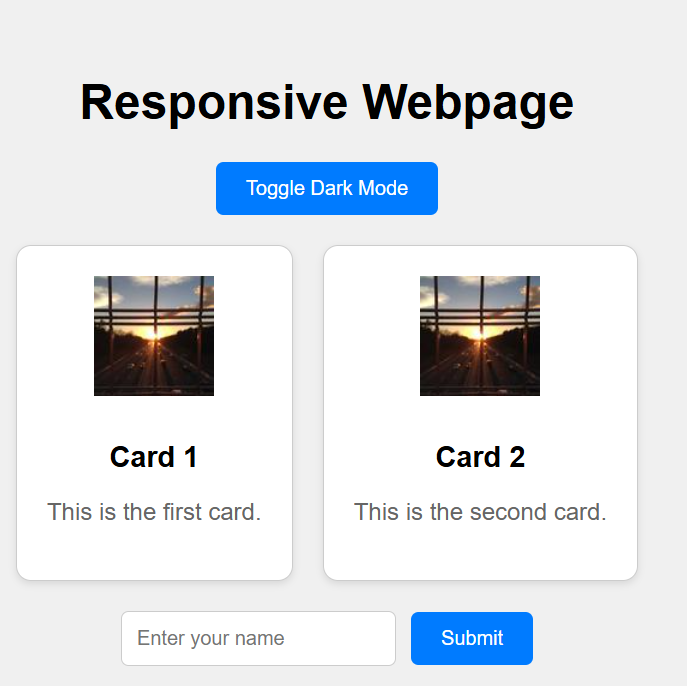 Responsive Webpage
Toggle Dark Mode
Card 1
This is the first card.
Card 2
This is the second card.
Enter your name
Submit